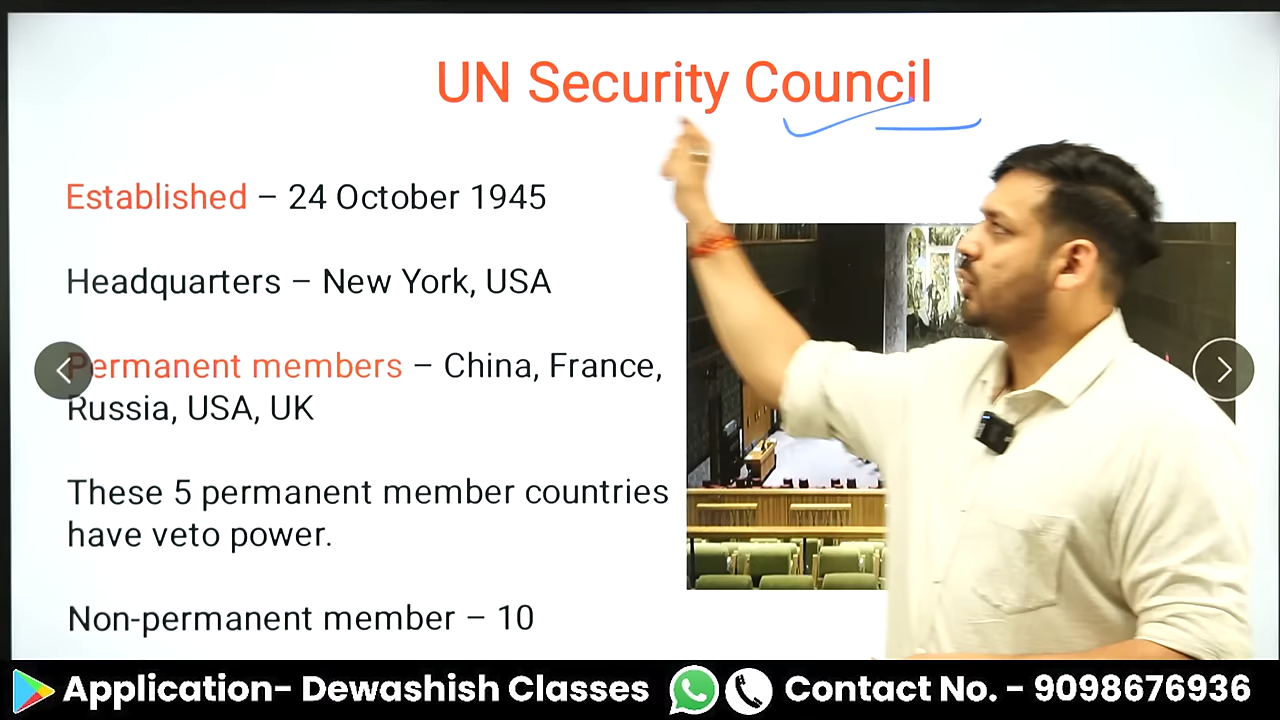 UN Security Council
Established – 24 October 1945
Headquarters – New York, USA
Permanent members – China, France,
Russia, USA, UK
These 5 permanent member countries
have veto power.
Non-permanent member – 10
Application- Dewashish Classes
Contact No. - 9098676936